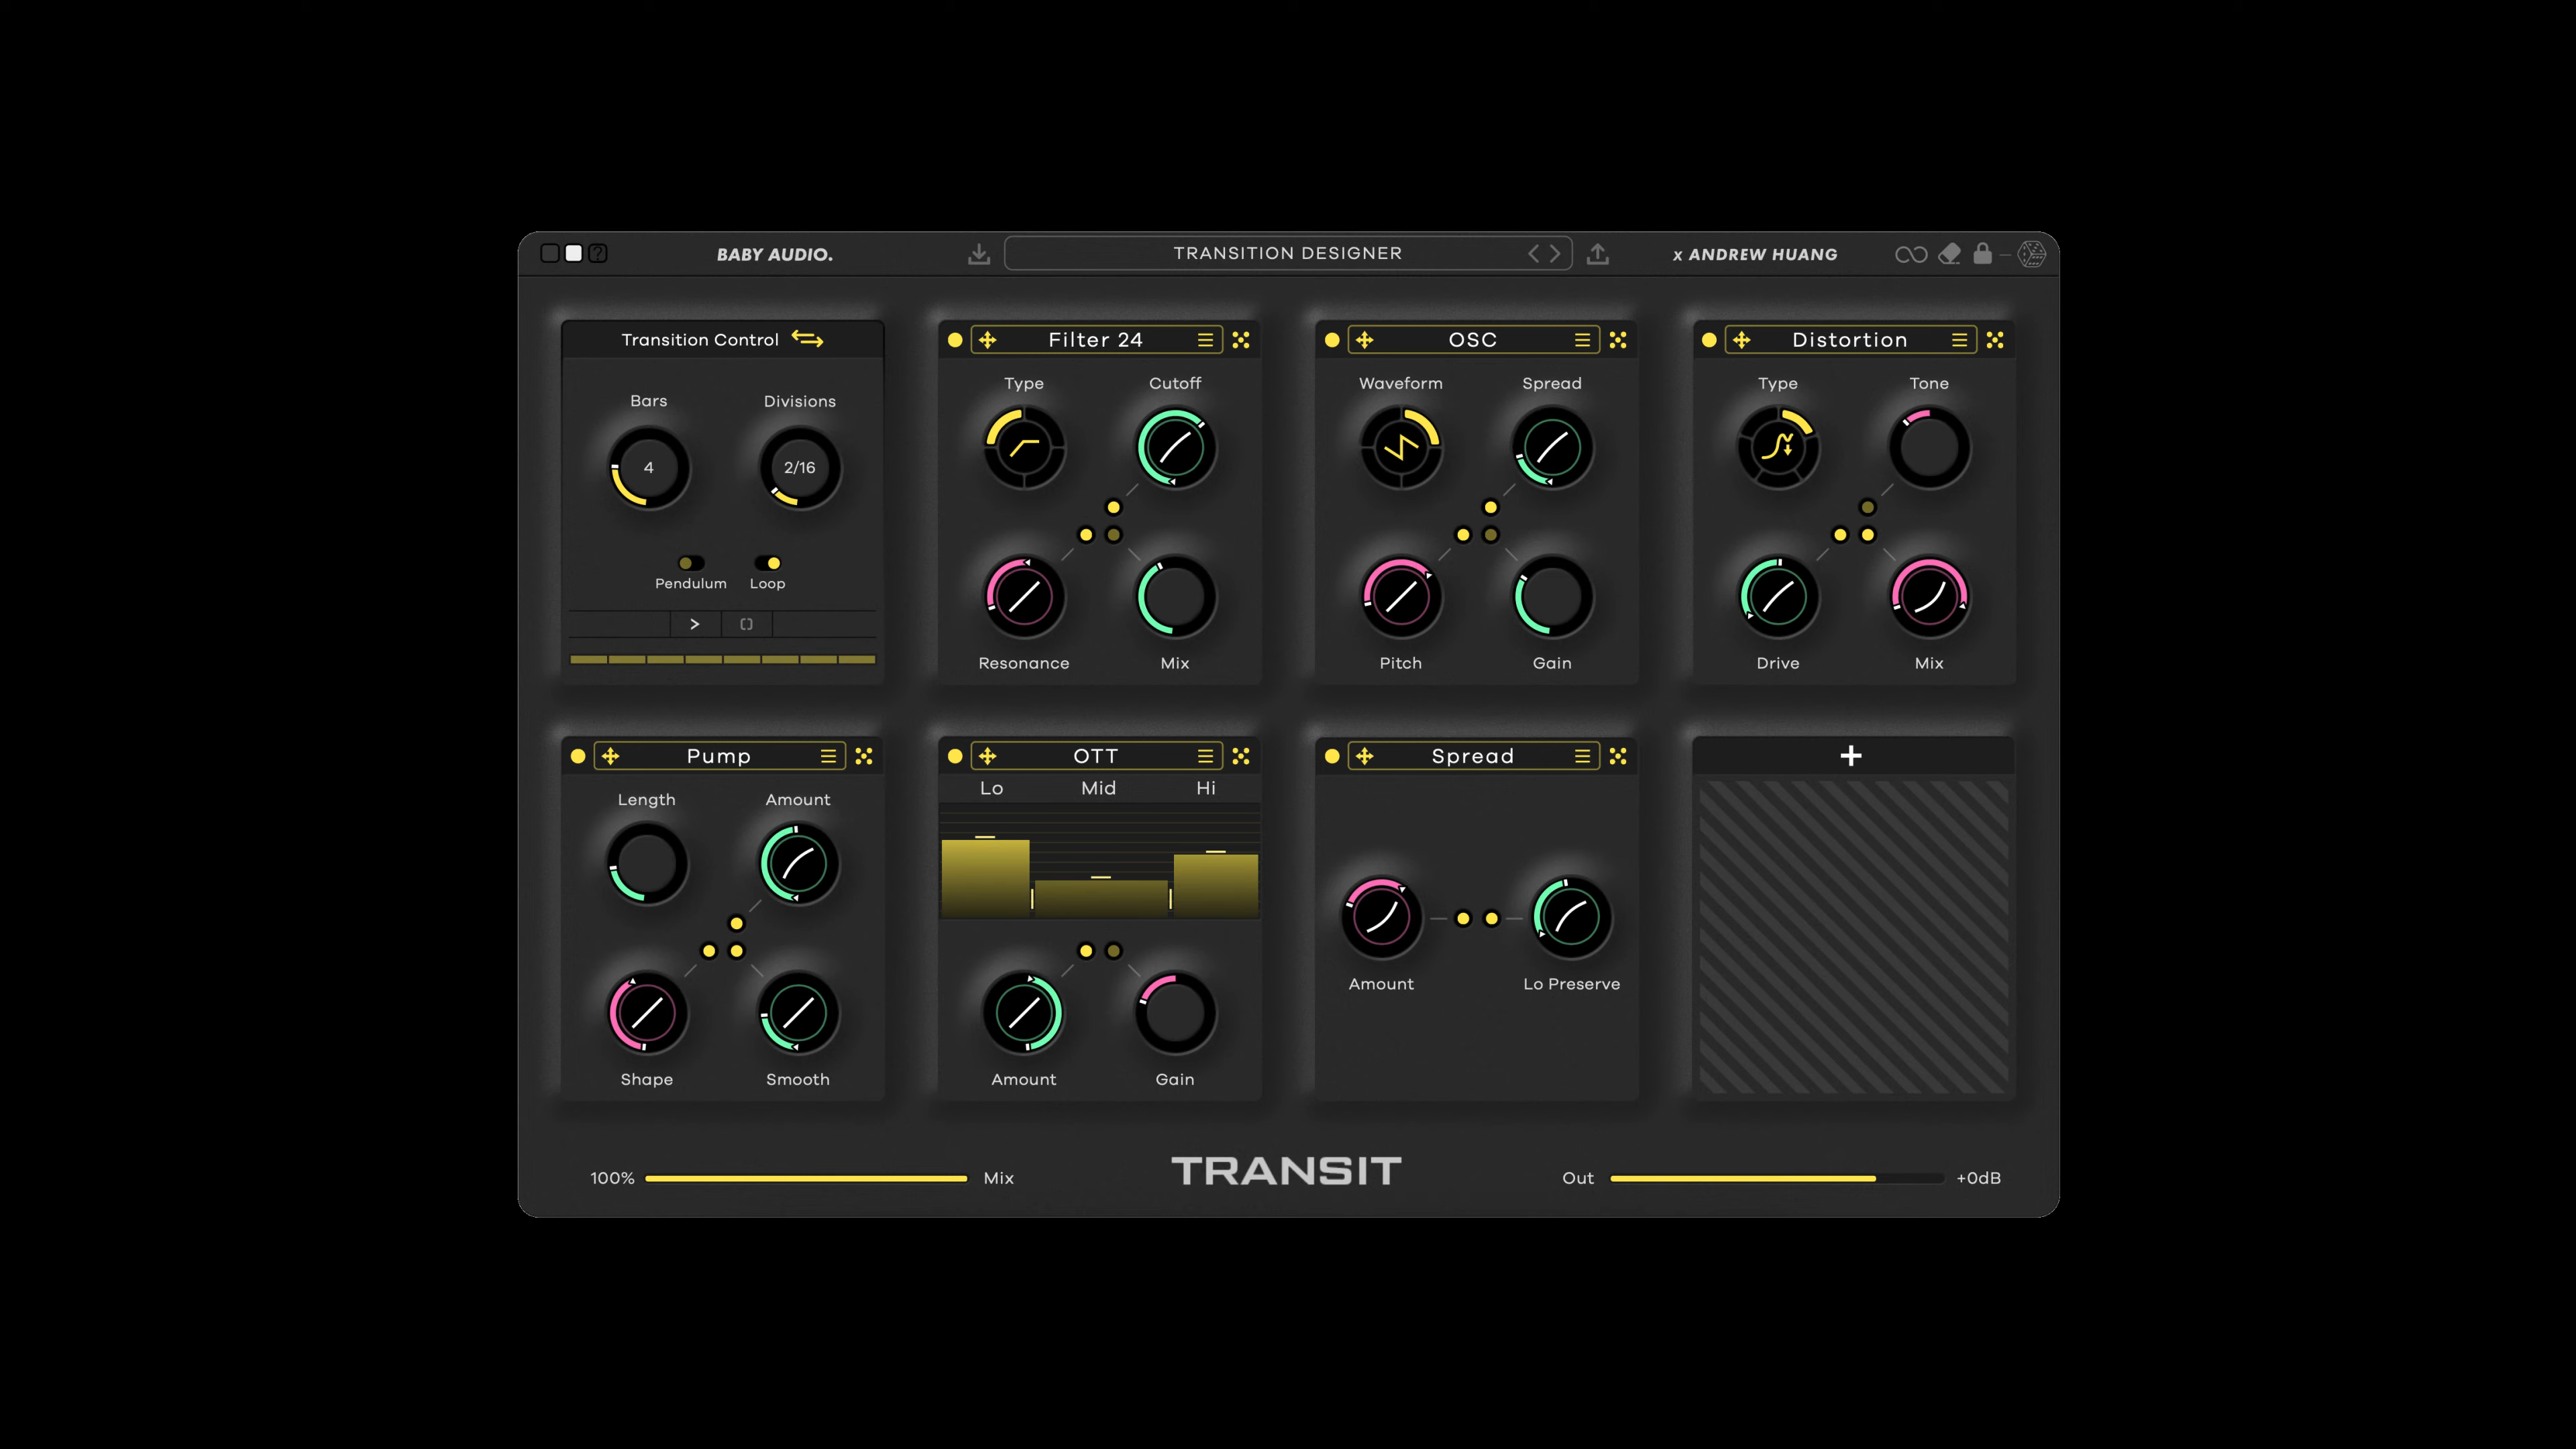 BABY AUDIO.
TRANSITION DESIGNER
x ANDREW HUANG
?
Transition Control
Bars
Divisions
4
2/16
Pendulum
Loop
Filter 24
Type
Cutoff
Resonance
Mix
OSC
Waveform
Spread
Pitch
Gain
Distortion
Type
Tone
Drive
Mix
Pump
Length
Amount
Shape
Smooth
OTT
Lo
Mid
Hi
Amount
Gain
Spread
Amount
Lo Preserve
100%
Mix
TRANSIT
Out
+0dB